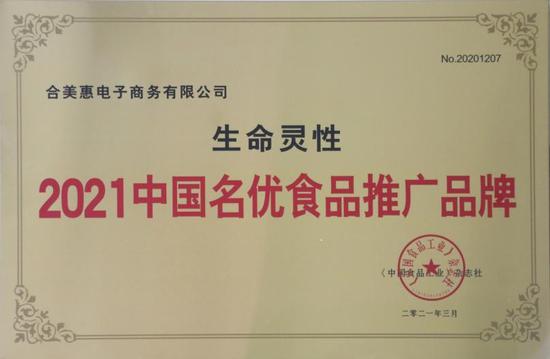 No.20201207
合美惠电子商务有限公司
生命灵性
2021中国名优食品推广品牌
《中国食品工业》杂志社
二零二一年三月